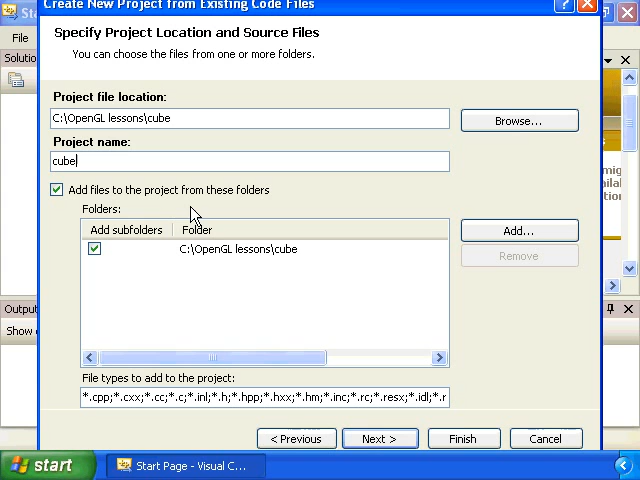 Create New Project from Existing Code Files
Sta
File
Solutio
Specify Project Location and Source Files
You can choose the files from one or more folders.
Project file location:
C:\OpenGL lessons\cube
Browse...
Project name:
cube
Add files to the project from these folders
Folders:
Add subfolders
Folder
C:\OpenGL lessons\cube
Add...
Remove
s
mig
ilal
tion
Output
Show
File types to add to the project:
*.cpp;*.cxx;*.cc;*.c;*.inl;*.h;*.hpp;*.hxx;*.hm;*.inc;*.rc;*.resx;*.idl;*.r
< Previous
Next >
Finish
Cancel
start
Start Page - Visual C...